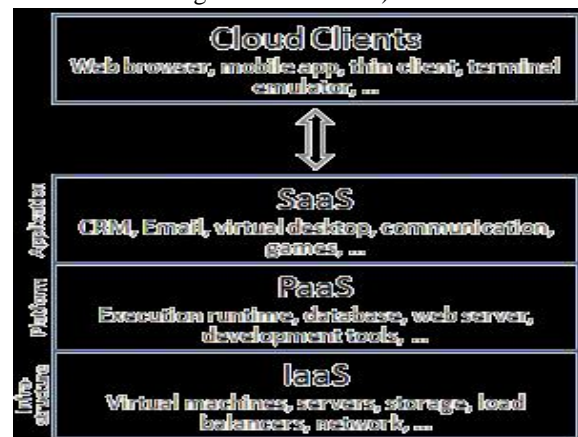 Cloud Clients
Web browser, mobile app, thin client, terminal
emulator, ...
Application
SaaS
CRM, Email, virtual desktop, communication,
games, ...
Platform
PaaS
Execution runtime, database, web server,
development tools, ...
Infra-
structure
IaaS
Virtual machines, servers, storage, load
balancers, network, ...